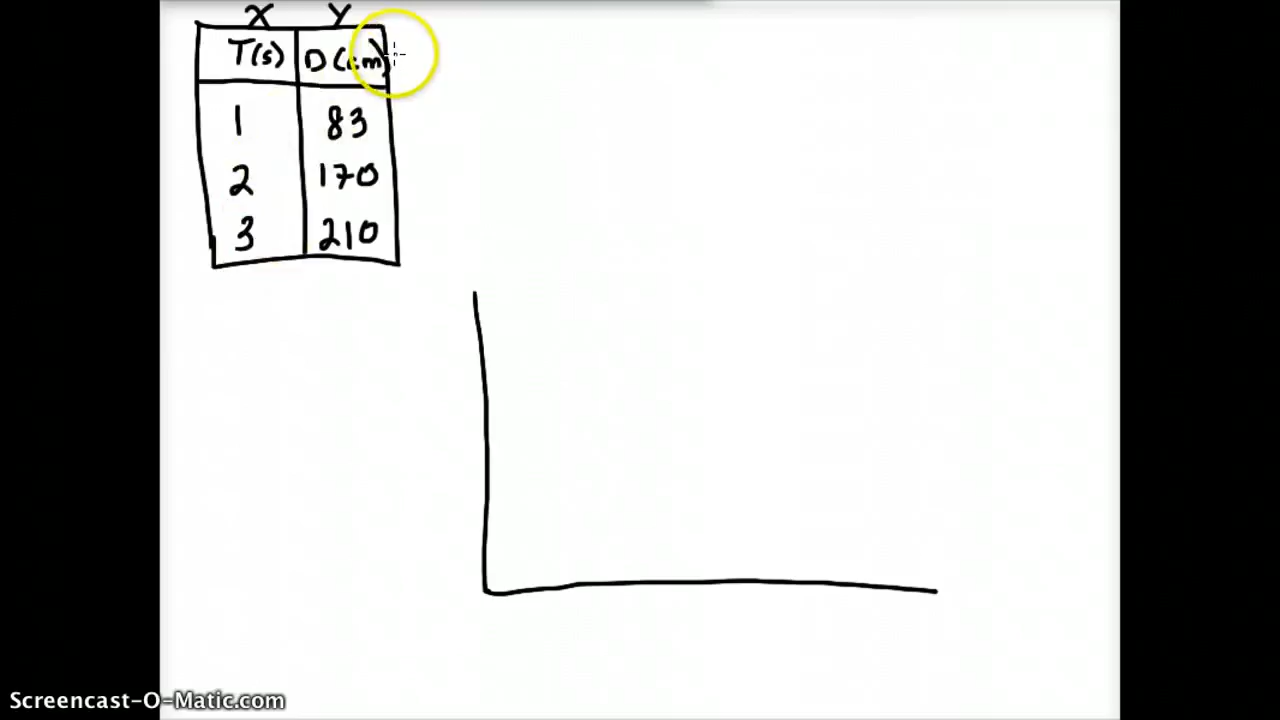 X Y
T(s) D(cm)
1 83
2 170
3 210
Screencast-O-Matic.com